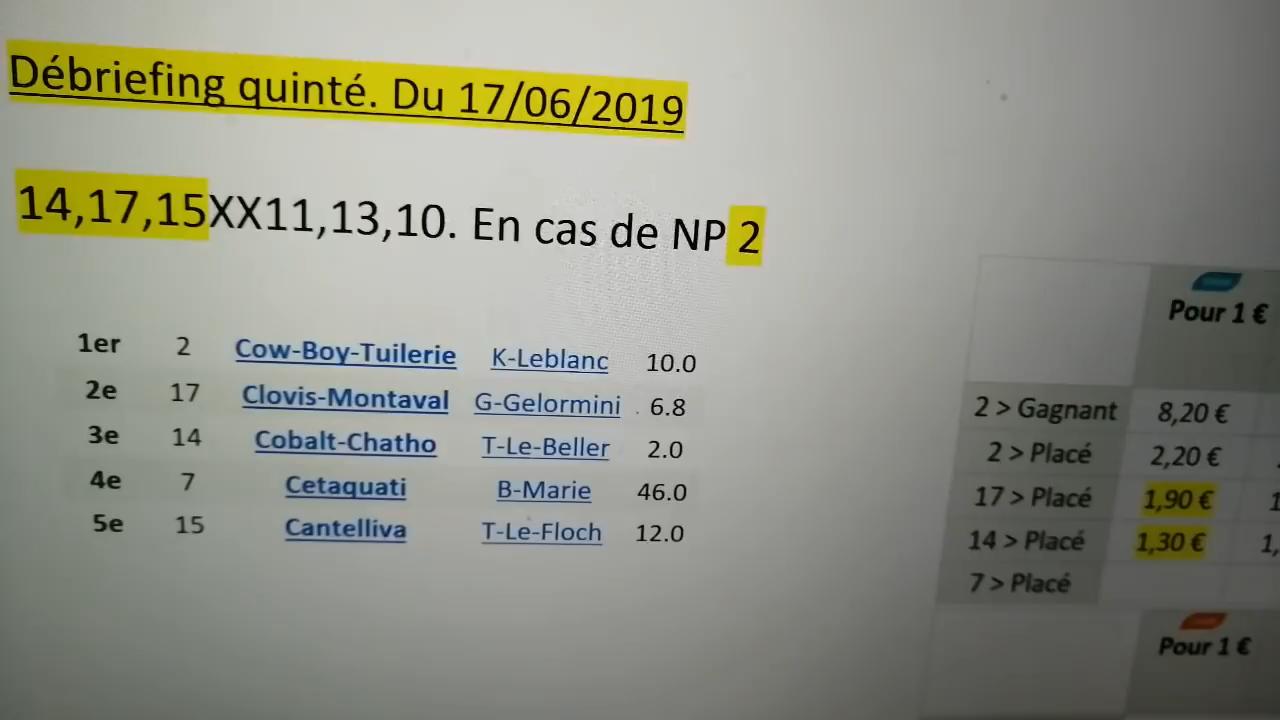 Débriefing quinté. Du 17/06/2019
14,17,15XX11,13,10. En cas de NP 2
1er 2 Cow-Boy-Tuilerie K-Leblanc 10.0
2e 17 Clovis-Montaval G-Gelormini 6.8
3e 14 Cobalt-Chatho T-Le-Beller 2.0
4e 7 Cetaquati B-Marie 46.0
5e 15 Cantelliva T-Le-Floch 12.0
Pour 1 €
2 > Gagnant 8,20 €
2 > Placé 2,20 €
17 > Placé 1,90 € 1
14 > Placé 1,30 € 1,
7 > Placé
Pour 1 €